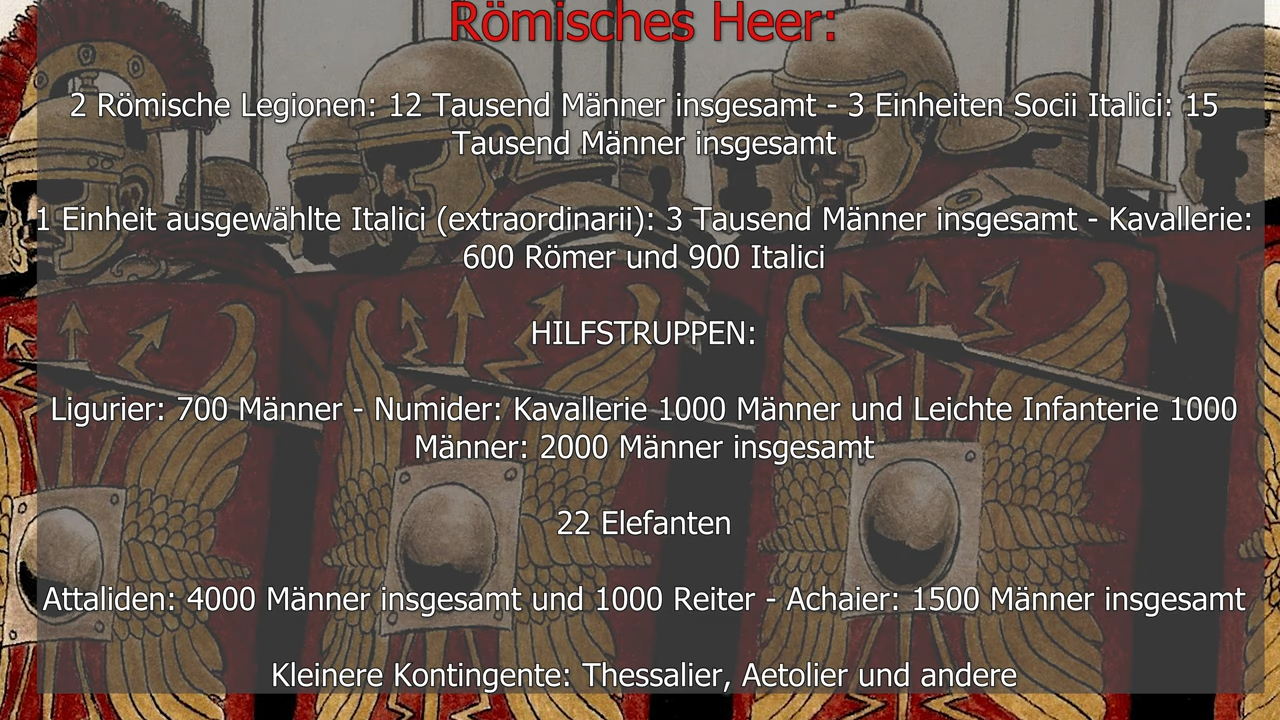 Römisches Heer:
2 Römische Legionen: 12 Tausend Männer insgesamt - 3 Einheiten Socii Italici: 15
Tausend Männer insgesamt
1 Einheit ausgewählte Italici (extraordinarii): 3 Tausend Männer insgesamt - Kavallerie:
600 Römer und 900 Italici
HILFSTRUPPEN:
Ligurier: 700 Männer - Numider: Kavallerie 1000 Männer und Leichte Infanterie 1000
Männer: 2000 Männer insgesamt
22 Elefanten
Attaliden: 4000 Männer insgesamt und 1000 Reiter - Achaier: 1500 Männer insgesamt
Kleinere Kontingente: Thessalier, Aetolier und andere